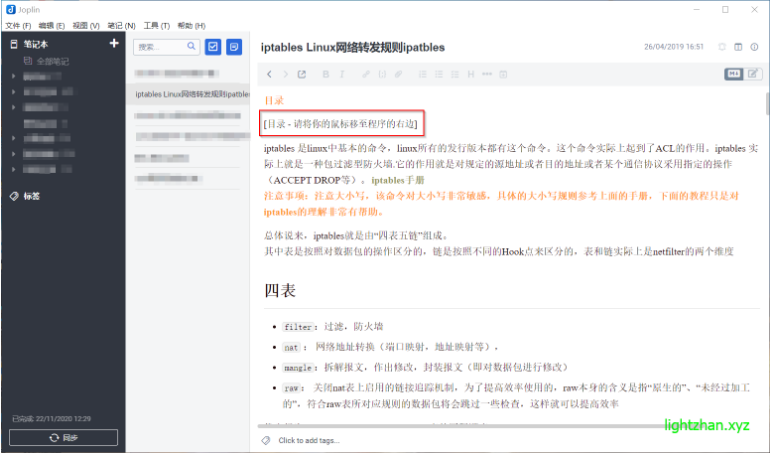 Joplin
文件 (F) 编辑 (E) 视图 (V) 笔记 (N) 工具 (T) 帮助 (H)
笔记本
全部笔记
标签
已完成: 22/11/2020 12:29
同步
搜索...
iptables Linux网络转发规则ipatbles
iptables Linux网络转发规则ipatbles
26/04/2019 16:51
目录
[目录 - 请将你的鼠标移至程序的右边]
iptables 是linux中基本的命令，linux所有的发行版本都有这个命令。这个命令实际上起到了ACL的作用。iptables 实
际上就是一种包过滤型防火墙.它的作用就是对规定的源地址或者目的地址或者某个通信协议采用指定的操作
（ACCEPT DROP等）。iptables手册
注意事项：注意大小写，该命令对大小写非常敏感，具体的大小写规则参考上面的手册，下面的教程只是对
iptables的理解非常有帮助。
总体说来，iptables就是由“四表五链”组成。
其中表是按照对数据包的操作区分的，链是按照不同的Hook点来区分的，表和链实际上是netfilter的两个维度
四表
filter：过滤，防火墙
nat： 网络地址转换（端口映射，地址映射等），
mangle：拆解报文，作出修改，封装报文（即对数据包进行修改）
raw： 关闭nat表上启用的链接追踪机制，为了提高效率使用的，raw本身的含义是指“原生的”、“未经过加工
的”，符合raw表所对应规则的数据包将会跳过一些检查，这样就可以提高效率
Click to add tags...
lightzhan.xyz